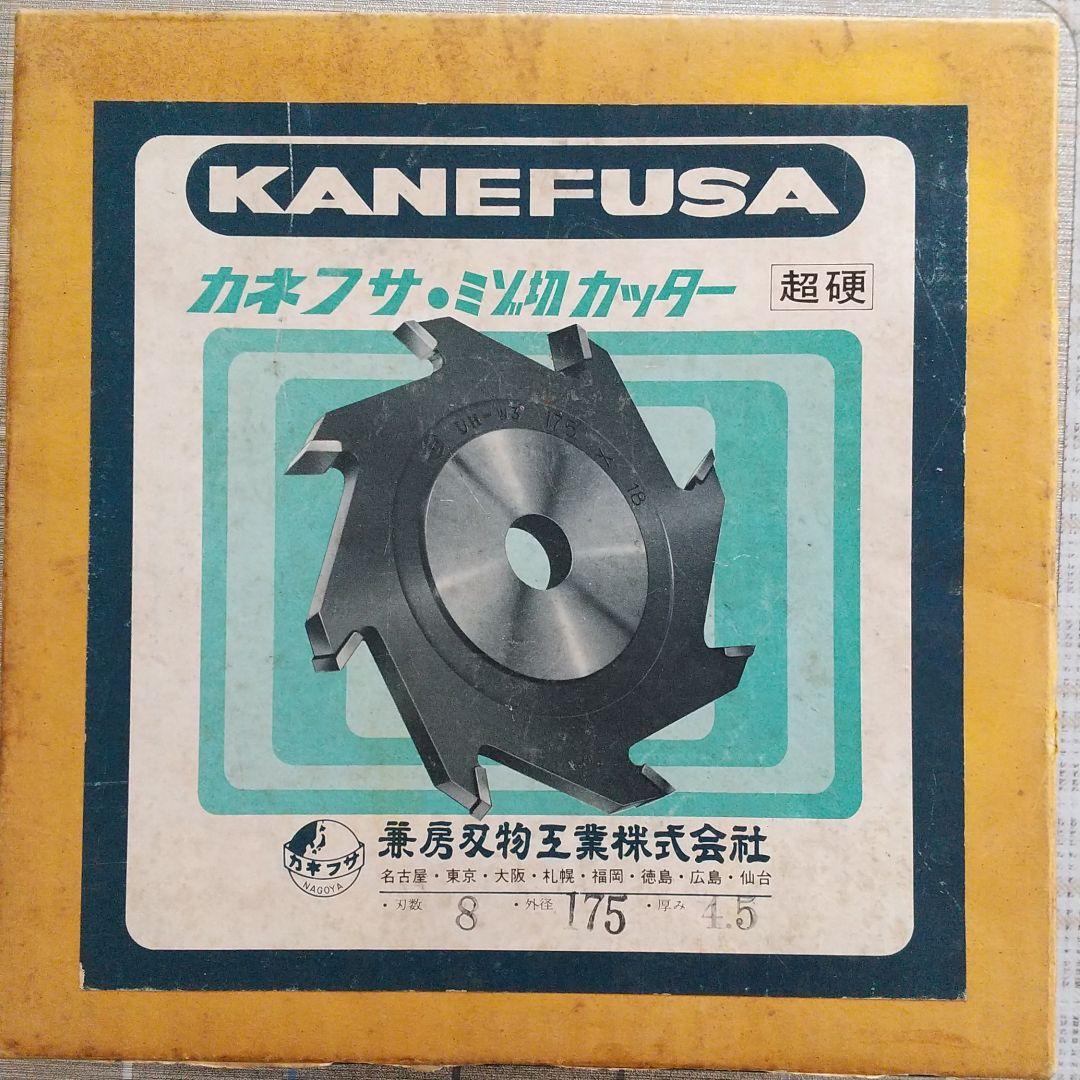 KANEFUSA
カネフサ・ミゾ切カッター 超硬
UH-W3 175 × 18
カネフサ
NAGOYA
兼房刃物工業株式会社
名古屋・東京・大阪・札幌・福岡・徳島・広島・仙台
・刃数 8 ・外径 175 ・厚み 4.5